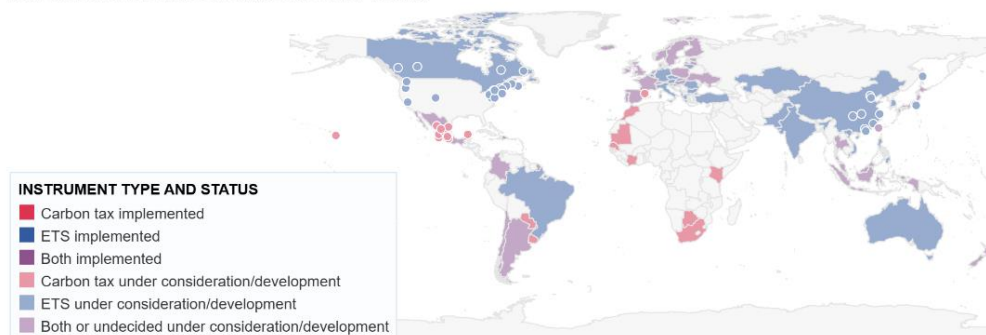 INSTRUMENT TYPE AND STATUS
Carbon tax implemented
ETS implemented
Both implemented
Carbon tax under consideration/development
ETS under consideration/development
Both or undecided under consideration/development